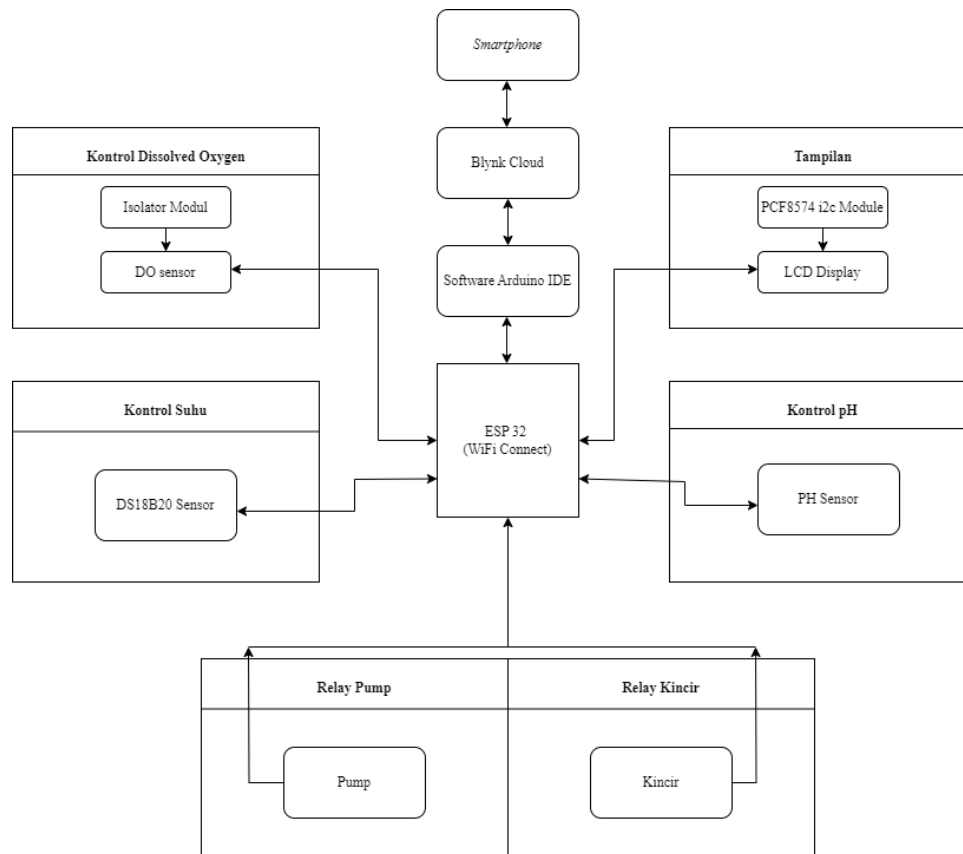 Smartphone
Blynk Cloud
Software Arduino IDE
ESP 32
(WiFi Connect)
Kontrol Dissolved Oxygen
Isolator Modul
DO sensor
Tampilan
PCF8574 i2c Module
LCD Display
Kontrol Suhu
DS18B20 Sensor
Kontrol pH
PH Sensor
Relay Pump
Pump
Relay Kincir
Kincir